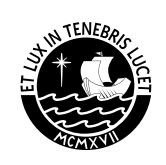 ET LUX IN TENEBRIS LUCET
MCMXVII